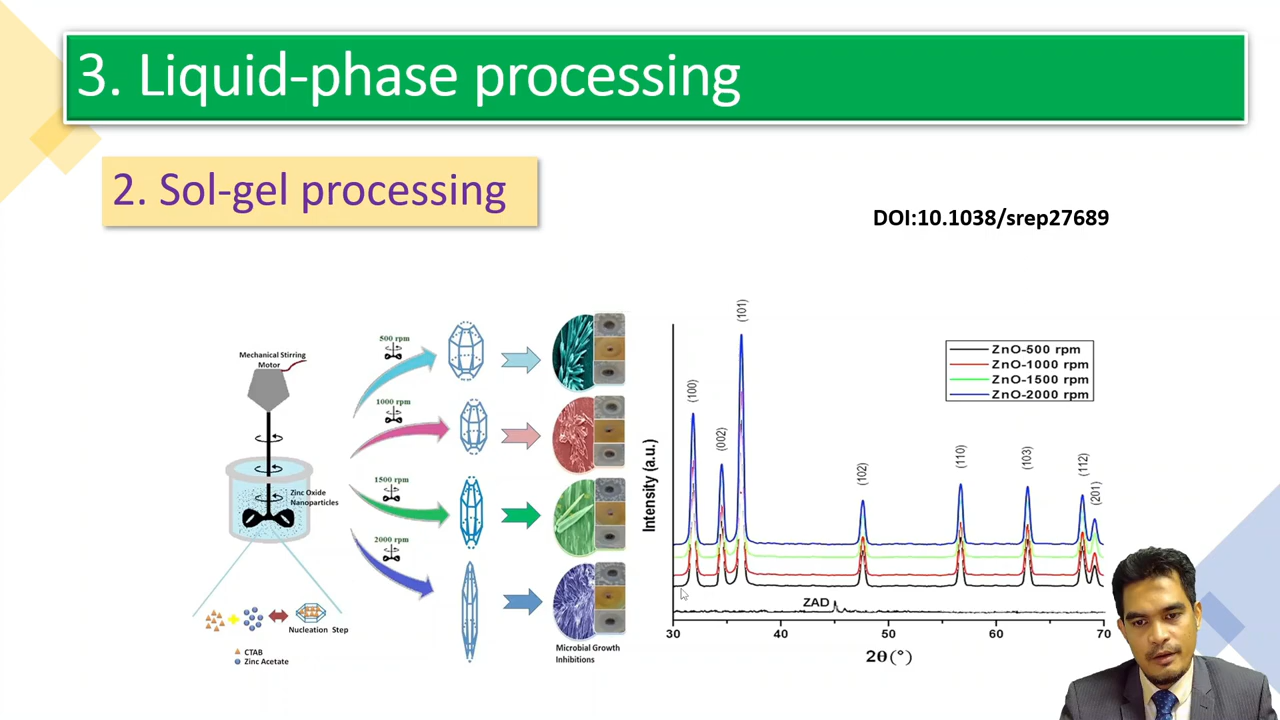 3. Liquid-phase processing
2. Sol-gel processing
DOI:10.1038/srep27689
Mechanical Stirring
Motor
Zinc Oxide
Nanoparticles
Nucleation Step
CTAB
Zinc Acetate
500 rpm
1000 rpm
1500 rpm
2000 rpm
Microbial Growth
Inhibitions
Intensity (a.u.)
(100)
(002)
(101)
(102)
(110)
(103)
(112)
(201)
ZnO-500 rpm
ZnO-1000 rpm
ZnO-1500 rpm
ZnO-2000 rpm
ZAD
30 40 50 60 70
2θ(°)